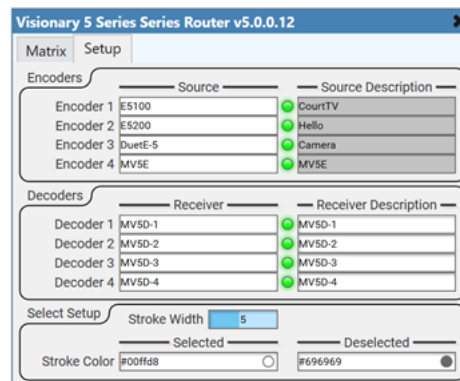 Visionary 5 Series Series Router v5.0.0.12
Matrix Setup
Encoders
Source Source Description
Encoder 1 E5100 CourtTV
Encoder 2 E5200 Hello
Encoder 3 DuetE-5 Camera
Encoder 4 MV5E MV5E
Decoders
Receiver Receiver Description
Decoder 1 MV5D-1 MV5D-1
Decoder 2 MV5D-2 MV5D-2
Decoder 3 MV5D-3 MV5D-3
Decoder 4 MV5D-4 MV5D-4
Select Setup
Stroke Width 5
Selected Deselected
Stroke Color #00ffd8 #696969